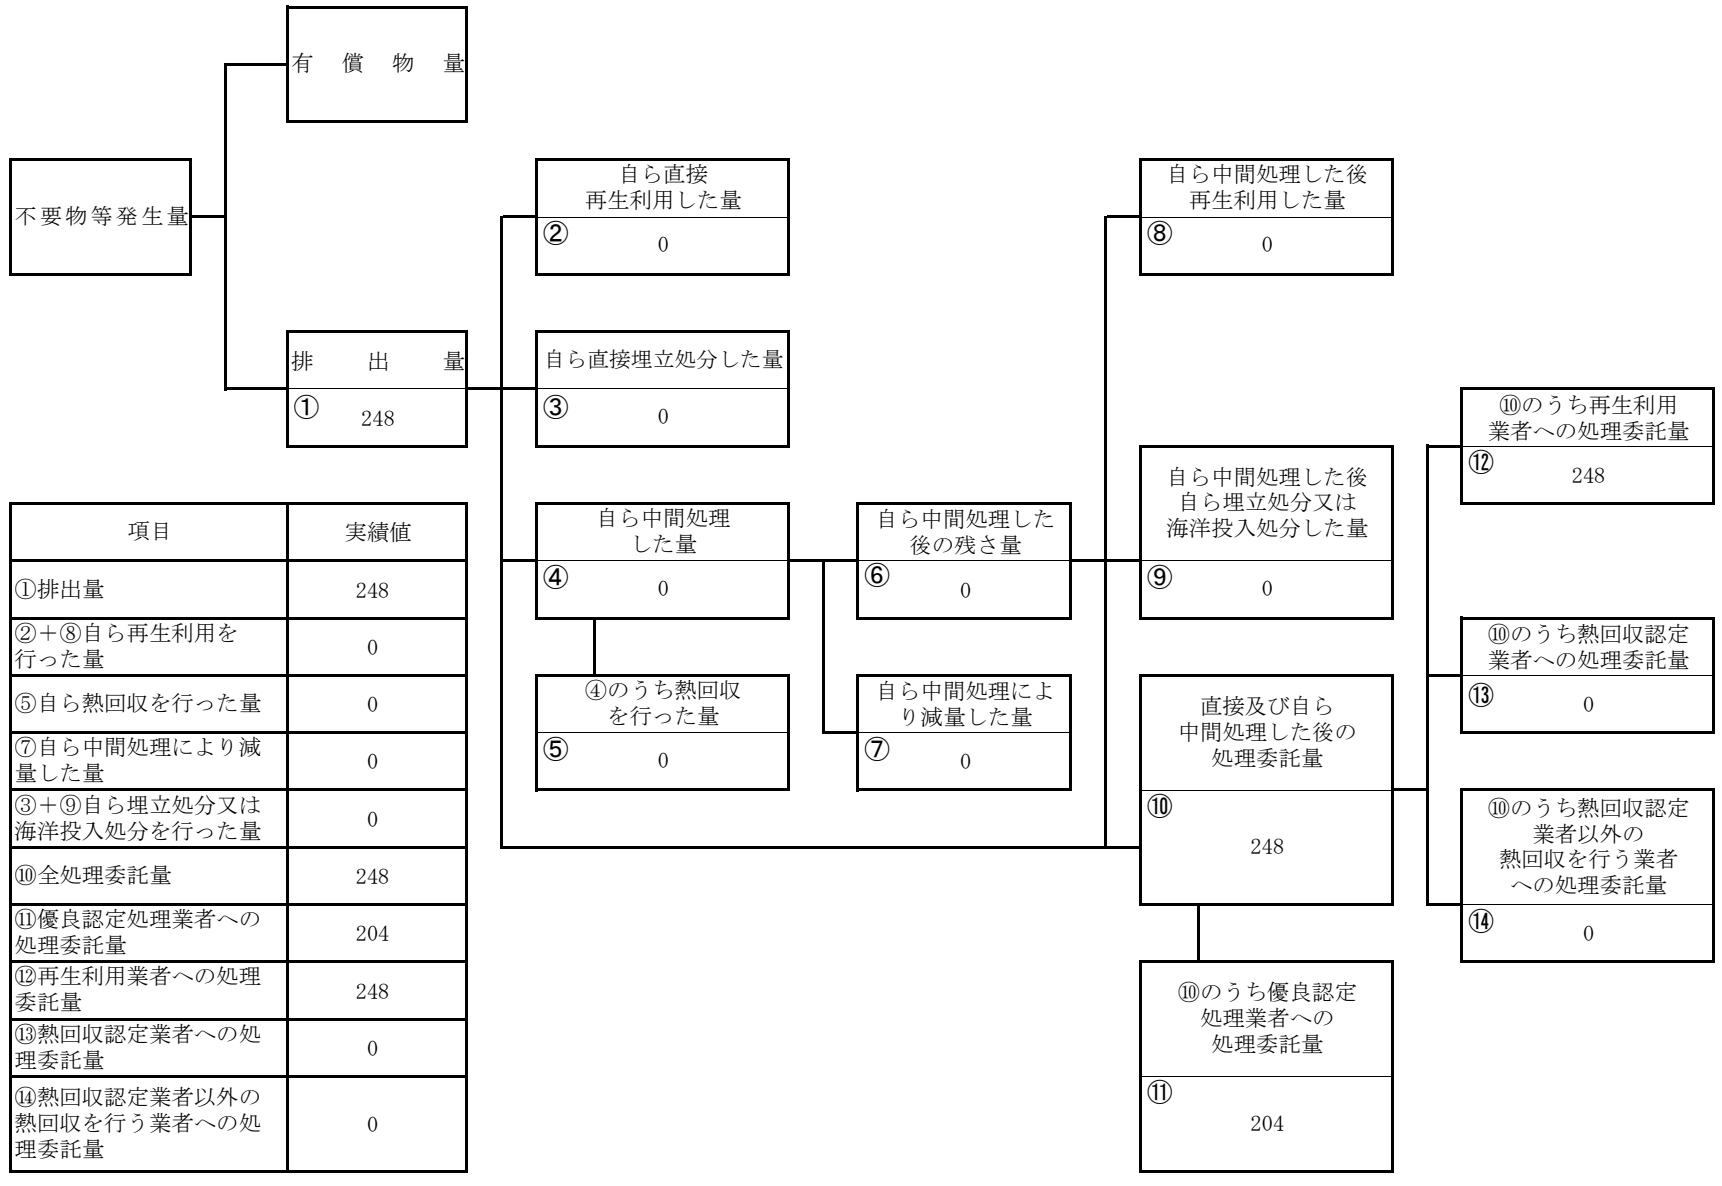 有償物量
不要物等発生量
自ら直接
再生利用した量
②
0
自ら中間処理した後
再生利用した量
⑧
0
排出量
①
248
自ら直接埋立処分した量
③
0
⑩のうち再生利用
業者への処理委託量
⑫
248
自ら中間処理
した量
④
0
自ら中間処理した
後の残さ量
⑥
0
自ら中間処理した後
自ら埋立処分又は
海洋投入処分した量
⑨
0
⑩のうち熱回収認定
業者への処理委託量
⑬
0
④のうち熱回収
を行った量
⑤
0
自ら中間処理によ
り減量した量
⑦
0
直接及び自ら
中間処理した後の
処理委託量
⑩
248
⑩のうち熱回収認定
業者以外の
熱回収を行う業者
への処理委託量
⑭
0
⑩のうち優良認定
処理業者への
処理委託量
⑪
204
項目
実績値
①排出量
248
②＋⑧自ら再生利用を
行った量
0
⑤自ら熱回収を行った量
0
⑦自ら中間処理により減
量した量
0
③＋⑨自ら埋立処分又は
海洋投入処分を行った量
0
⑩全処理委託量
248
⑪優良認定処理業者への
処理委託量
204
⑫再生利用業者への処理
委託量
248
⑬熱回収認定業者への処
理委託量
0
⑭熱回収認定業者以外の
熱回収を行う業者への処
理委託量
0